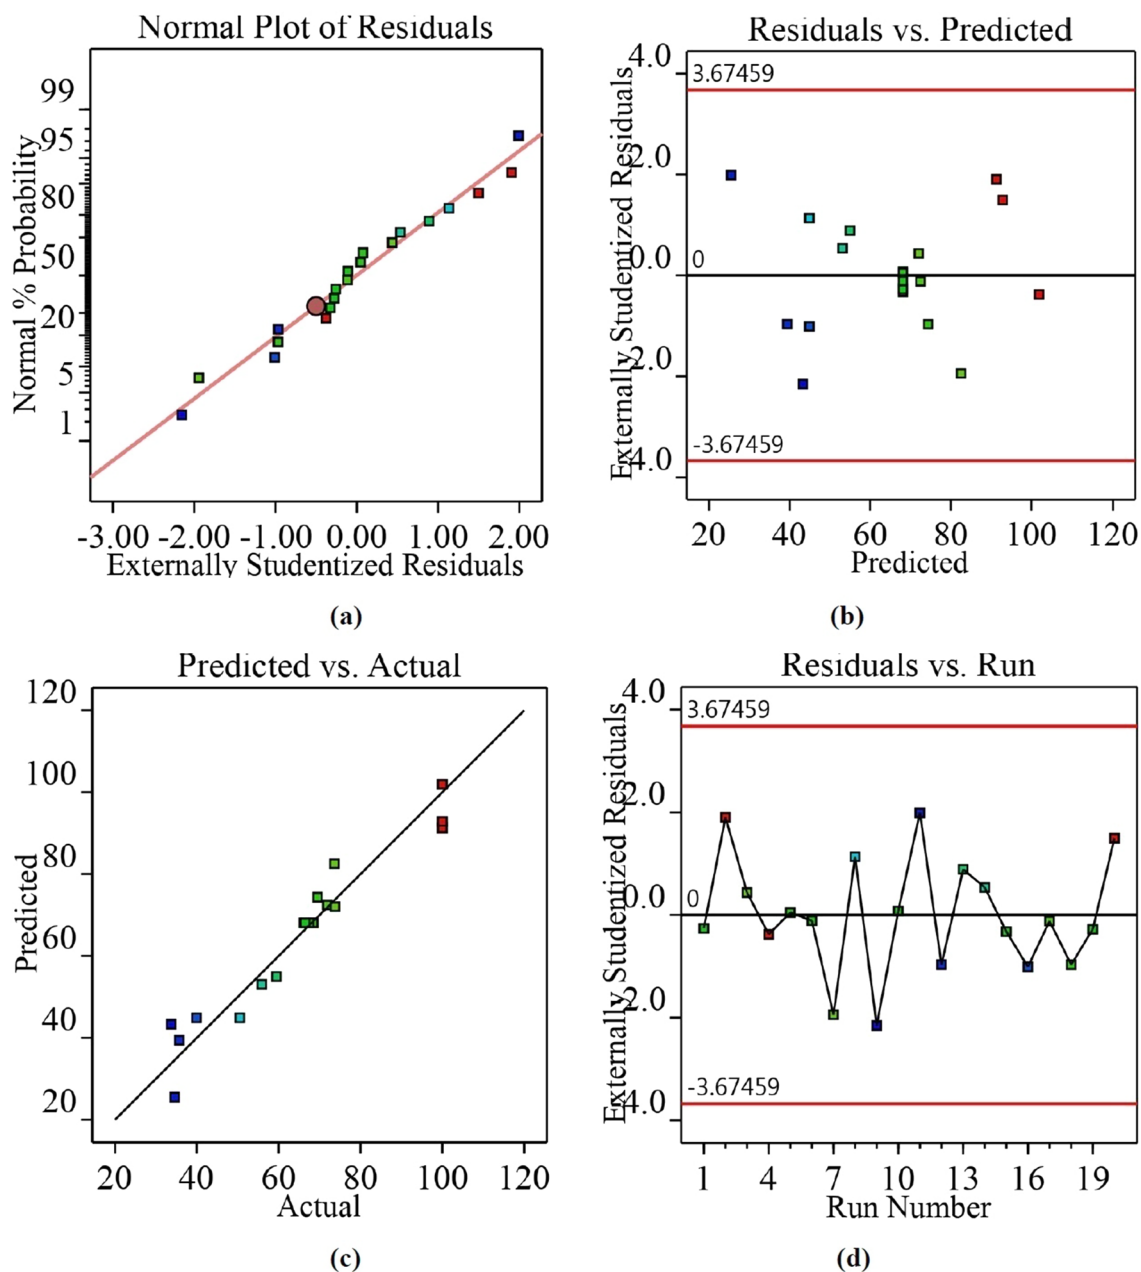 Normal Plot of Residuals
Normal % Probability
99
95
80
50
20
5
1
-3.00 -2.00 -1.00 0.00 1.00 2.00
Externally Studentized Residuals
(a)
Residuals vs. Predicted
Externally Studentized Residuals
4.0
2.0
0.0
2.0
4.0
3.67459
0
-3.67459
20 40 60 80 100 120
Predicted
(b)
Predicted vs. Actual
Predicted
120
100
80
60
40
20
20 40 60 80 100 120
Actual
(c)
Residuals vs. Run
Externally Studentized Residuals
4.0
2.0
0.0
2.0
4.0
3.67459
0
-3.67459
1 4 7 10 13 16 19
Run Number
(d)